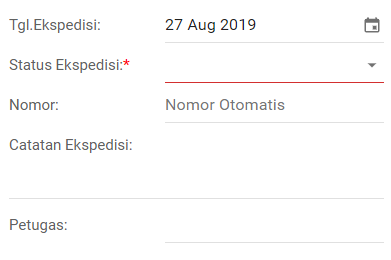 Tgl.Ekspedisi: 27 Aug 2019
Status Ekspedisi:*
Nomor: Nomor Otomatis
Catatan Ekspedisi:
Petugas: